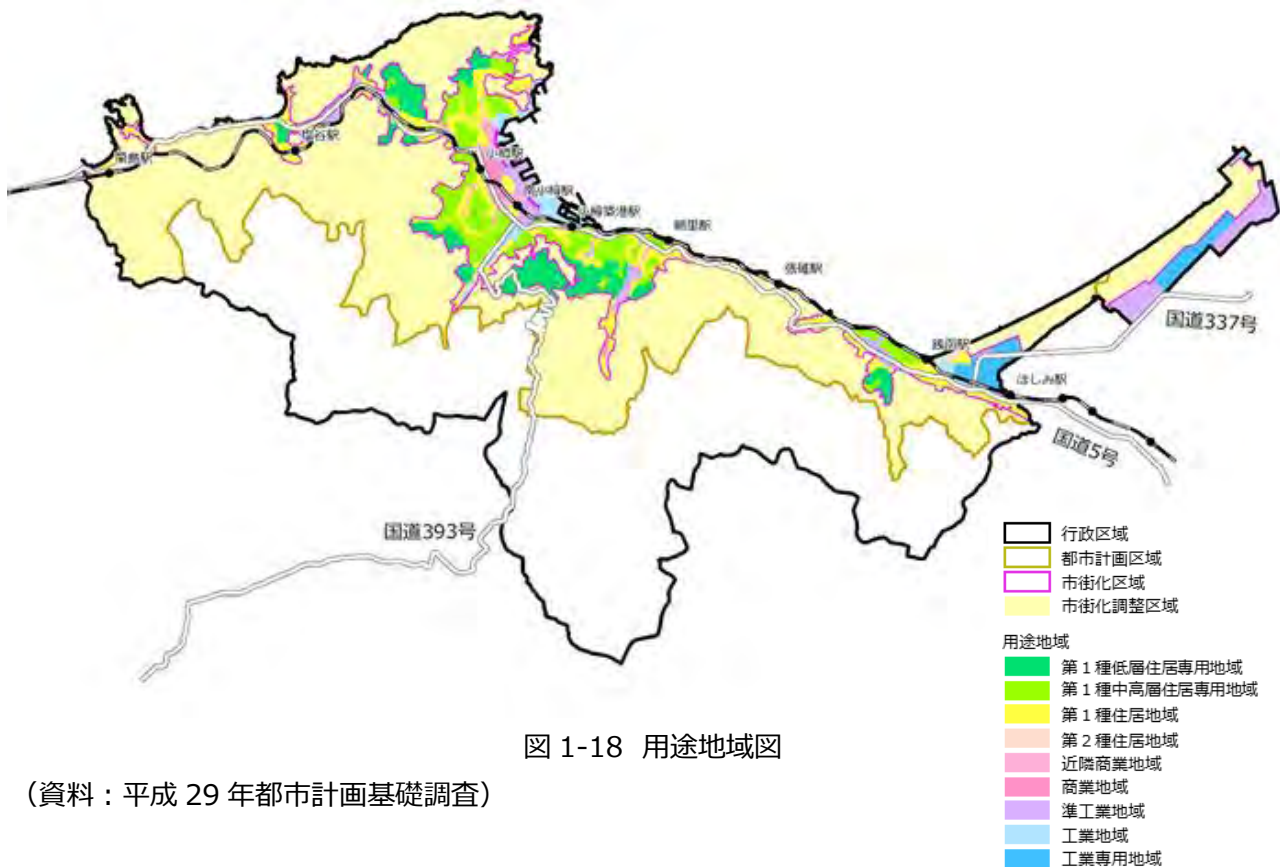 蘭島駅
塩谷駅
小樽駅
南小樽駅
小樽築港駅
朝里駅
張碓駅
銭函駅
ほしみ駅
国道337号
国道5号
国道393号
行政区域
都市計画区域
市街化区域
市街化調整区域
用途地域
第1種低層住居専用地域
第1種中高層住居専用地域
第1種住居地域
第2種住居地域
近隣商業地域
商業地域
準工業地域
工業地域
工業専用地域
図 1-18 用途地域図
（資料：平成 29 年都市計画基礎調査）